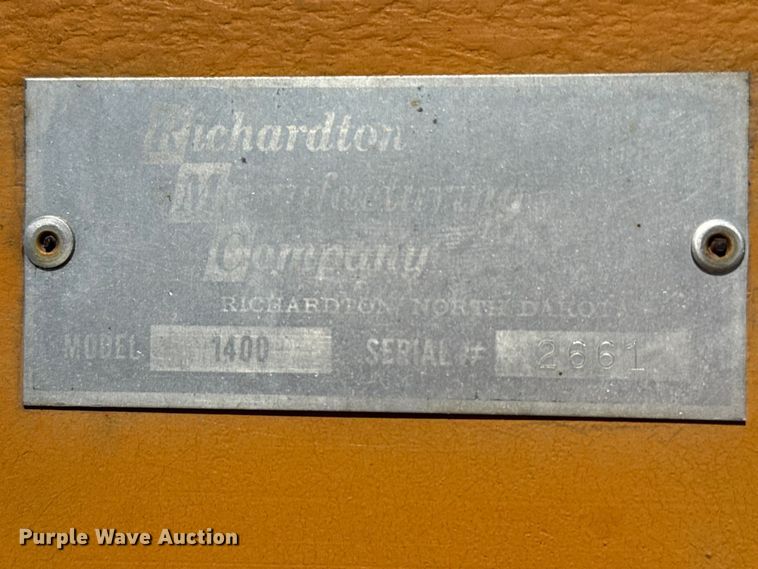 Richardton
Manufacturing
Company
RICHARDTON, NORTH DAKOTA
MODEL 1400 SERIAL # 2661
Purple Wave Auction